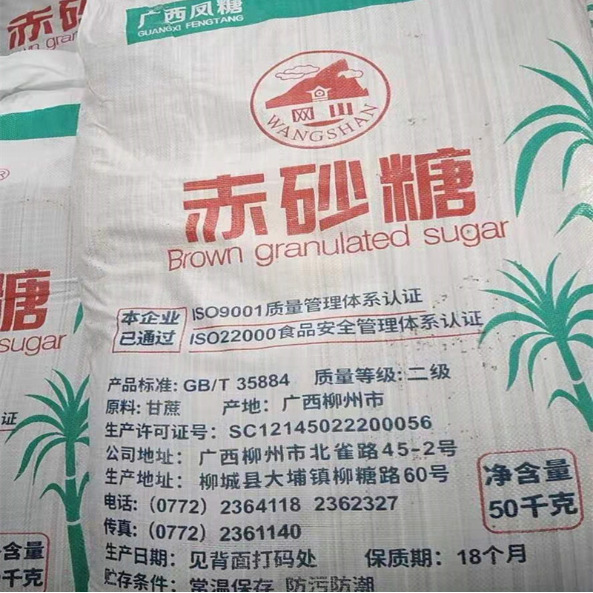 赤砂
广西凤糖
GUANGXI FENGTANG
网山
WANGSHAN
赤砂糖
Brown granulated sugar
本企业
已通过
ISO9001质量管理体系认证
ISO22000食品安全管理体系认证
产品标准: GB/T 35884 质量等级: 二级
原料: 甘蔗 产地: 广西柳州市
生产许可证号: SC12145022200056
公司地址: 广西柳州市北雀路45-2号
生产地址: 柳城县大埔镇柳糖路60号
电话: (0772) 2364118 2362327
传真: (0772) 2361140
生产日期: 见背面打码处 保质期: 18个月
贮存条件: 常温保存 防污防潮
净含量
50千克
®
糖
sugar
证
含量
千克